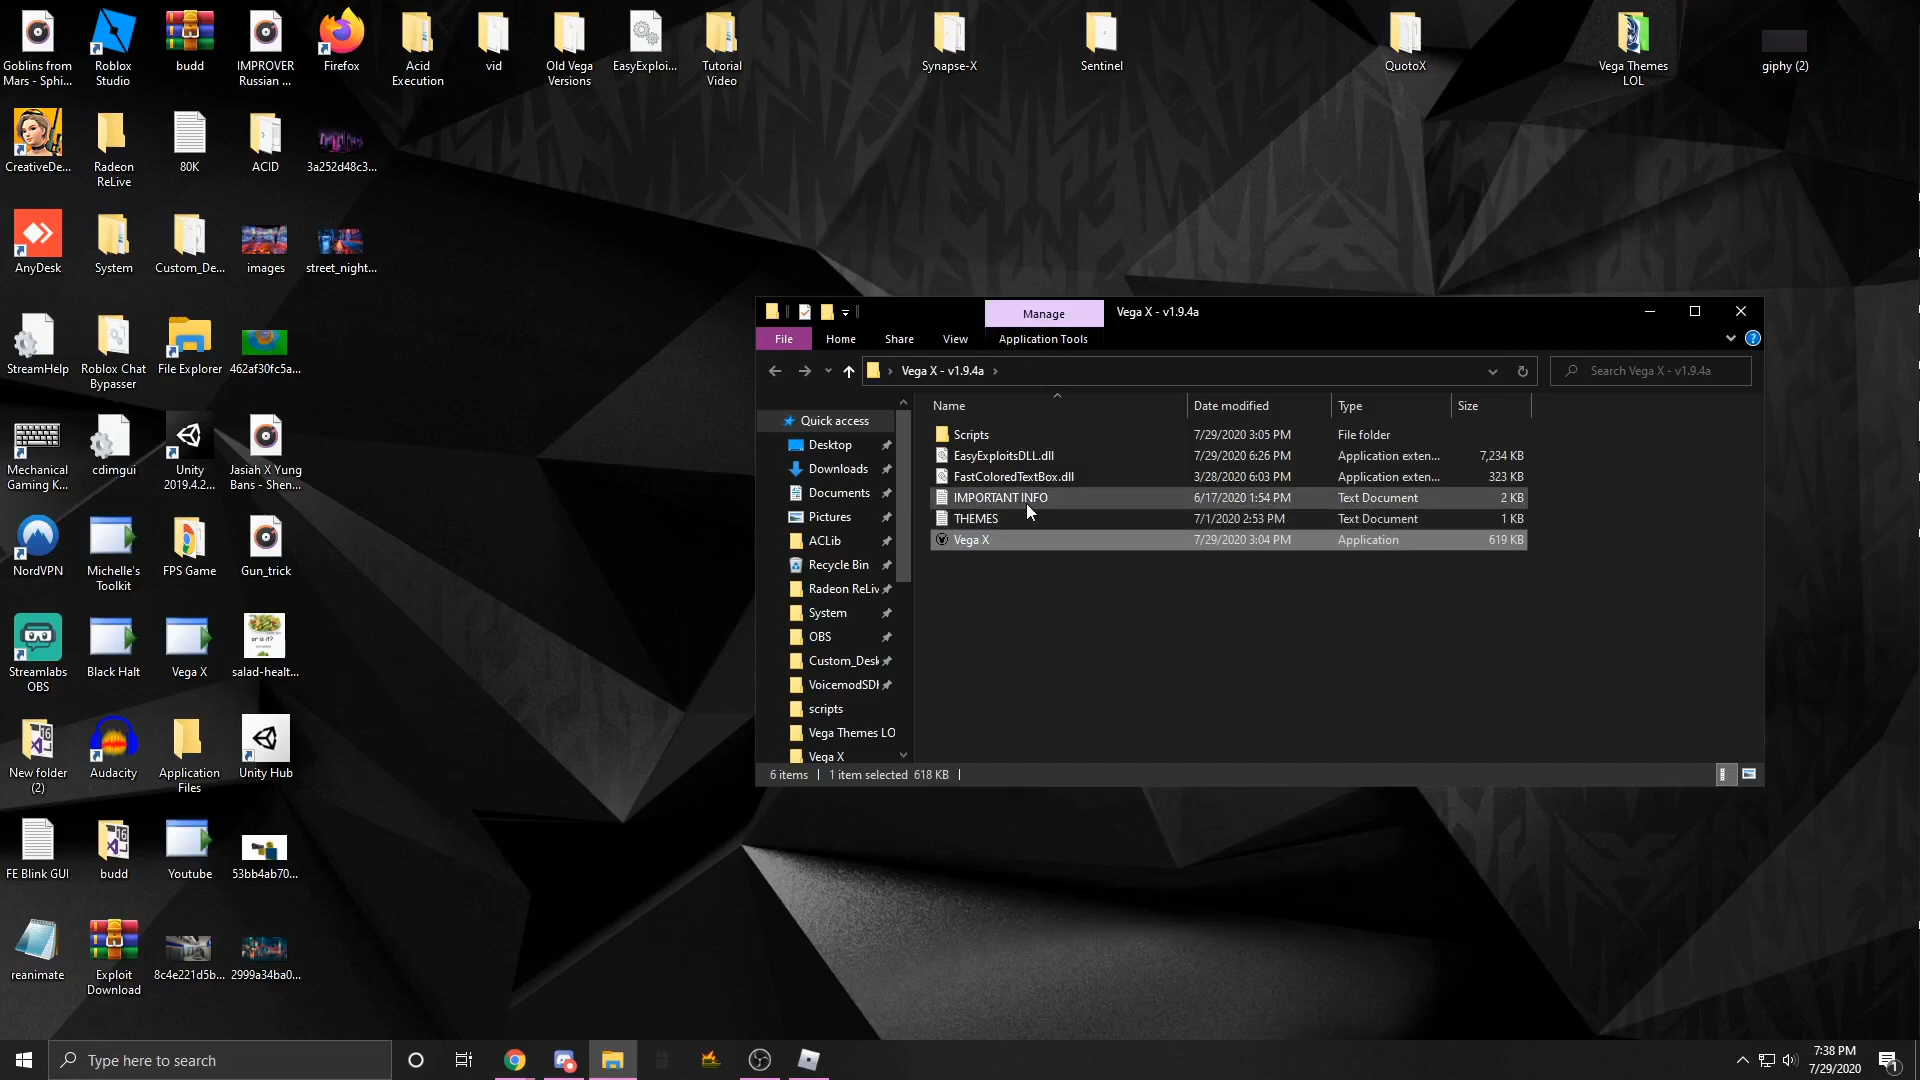 Goblins from
Mars - Sphi...
Roblox
Studio
budd
IMPROVER
Russian ...
Firefox
Acid
Execution
vid
Old Vega
Versions
EasyExploi...
Tutorial
Video
Synapse-X
Sentinel
QuotoX
Vega Themes
LOL
giphy (2)
CreativeDe...
Radeon
ReLive
80K
ACID
3a252d48c3...
AnyDesk
System
Custom_De...
images
street_night...
StreamHelp
Roblox Chat
Bypasser
File Explorer
462af30fc5a...
Mechanical
Gaming K...
cdimgui
Unity
2019.4.2...
Jasiah X Yung
Bans - Shen...
NordVPN
Michelle's
Toolkit
FPS Game
Gun_trick
Streamlabs
OBS
Black Halt
Vega X
or is it?
salad-healt...
New folder
(2)
Audacity
Application
Files
Unity Hub
FE Blink GUI
budd
Youtube
53bb4ab70...
reanimate
Exploit
Download
8c4e221d5b...
2999a34ba0...
Manage
Vega X - v1.9.4a
File
Home
Share
View
Application Tools
Vega X - v1.9.4a
Search Vega X - v1.9.4a
Name
Date modified
Type
Size
Scripts 7/29/2020 3:05 PM File folder
EasyExploitsDLL.dll 7/29/2020 6:26 PM Application exten... 7,234 KB
FastColoredTextBox.dll 3/28/2020 6:03 PM Application exten... 323 KB
IMPORTANT INFO 6/17/2020 1:54 PM Text Document 2 KB
THEMES 7/1/2020 2:53 PM Text Document 1 KB
Vega X 7/29/2020 3:04 PM Application 619 KB
Quick access
Desktop
Downloads
Documents
Pictures
ACLib
Recycle Bin
Radeon ReLiv
System
OBS
Custom_Desk
VoicemodSD
scripts
Vega Themes LO
Vega X
6 items
1 item selected 618 KB
Type here to search
7:38 PM
7/29/2020
1